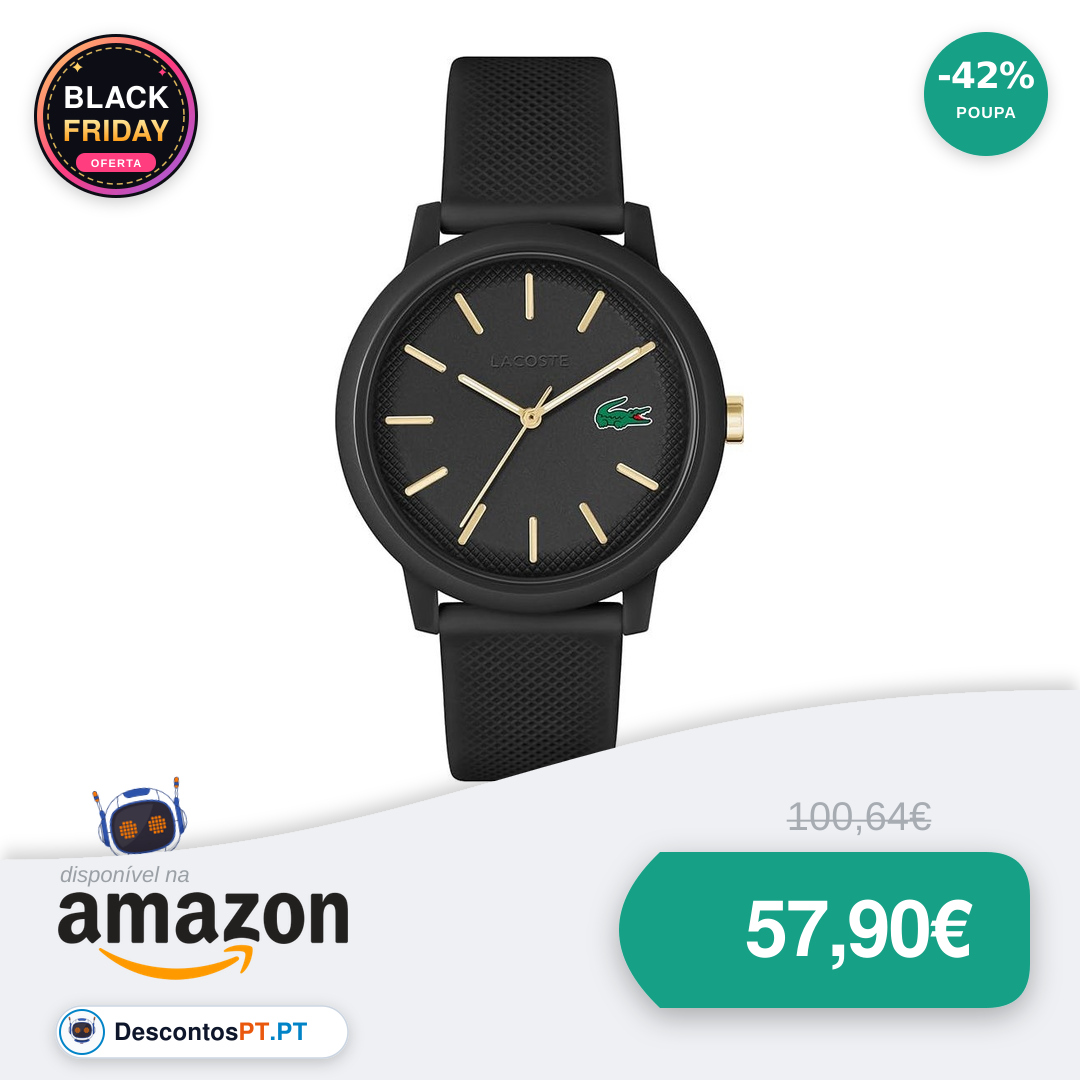 BLACK
FRIDAY
OFERTA
-42%
POUPA
LACOSTE
100,64€
57,90€
disponível na
amazon
DescontosPT.PT